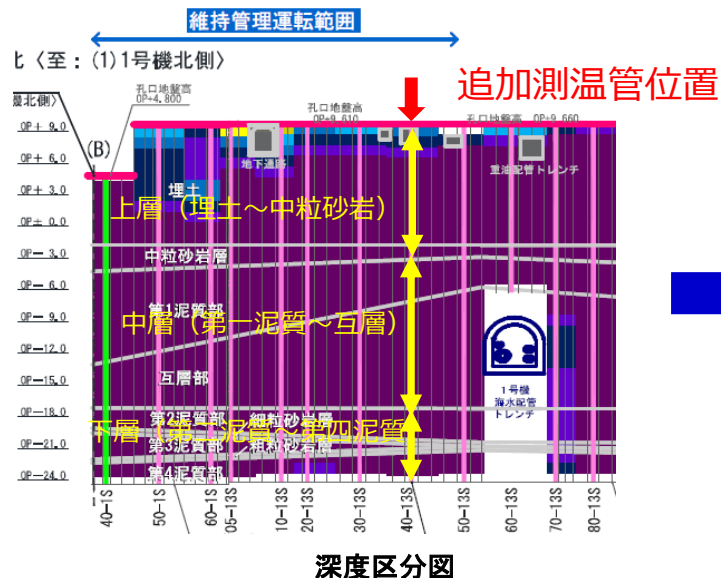 維持管理運転範囲
ヒ〈至：(1)1号機北側〉
追加測温管位置
最北側〉
孔口地盤高
OP+4.800
孔口地盤高
OP+9.610
孔口地盤高 OP+9.660
OP+ 9.0
(B)
OP+ 6.0
OP+ 3.0
OP± 0.0
OP- 3.0
OP- 6.0
OP- 9.0
OP-12.0
OP-15.0
OP-18.0
OP-21.0
OP-24.0
地下通路
重油配管トレンチ
埋土
上層（埋土～中粒砂岩）
中粒砂岩層
第1泥質部
中層（第一泥質～互層）
互層部
1号機
海水配管
トレンチ
第2泥質部 細粒砂岩層
下層（第二泥質～第四泥質
第3泥質部 粗粒砂岩層
第4泥質部
40-1S
50-1S
60-1S
05-13S
10-13S
20-13S
30-13S
40-13S
50-13S
60-13S
70-13S
80-13S
深度区分図